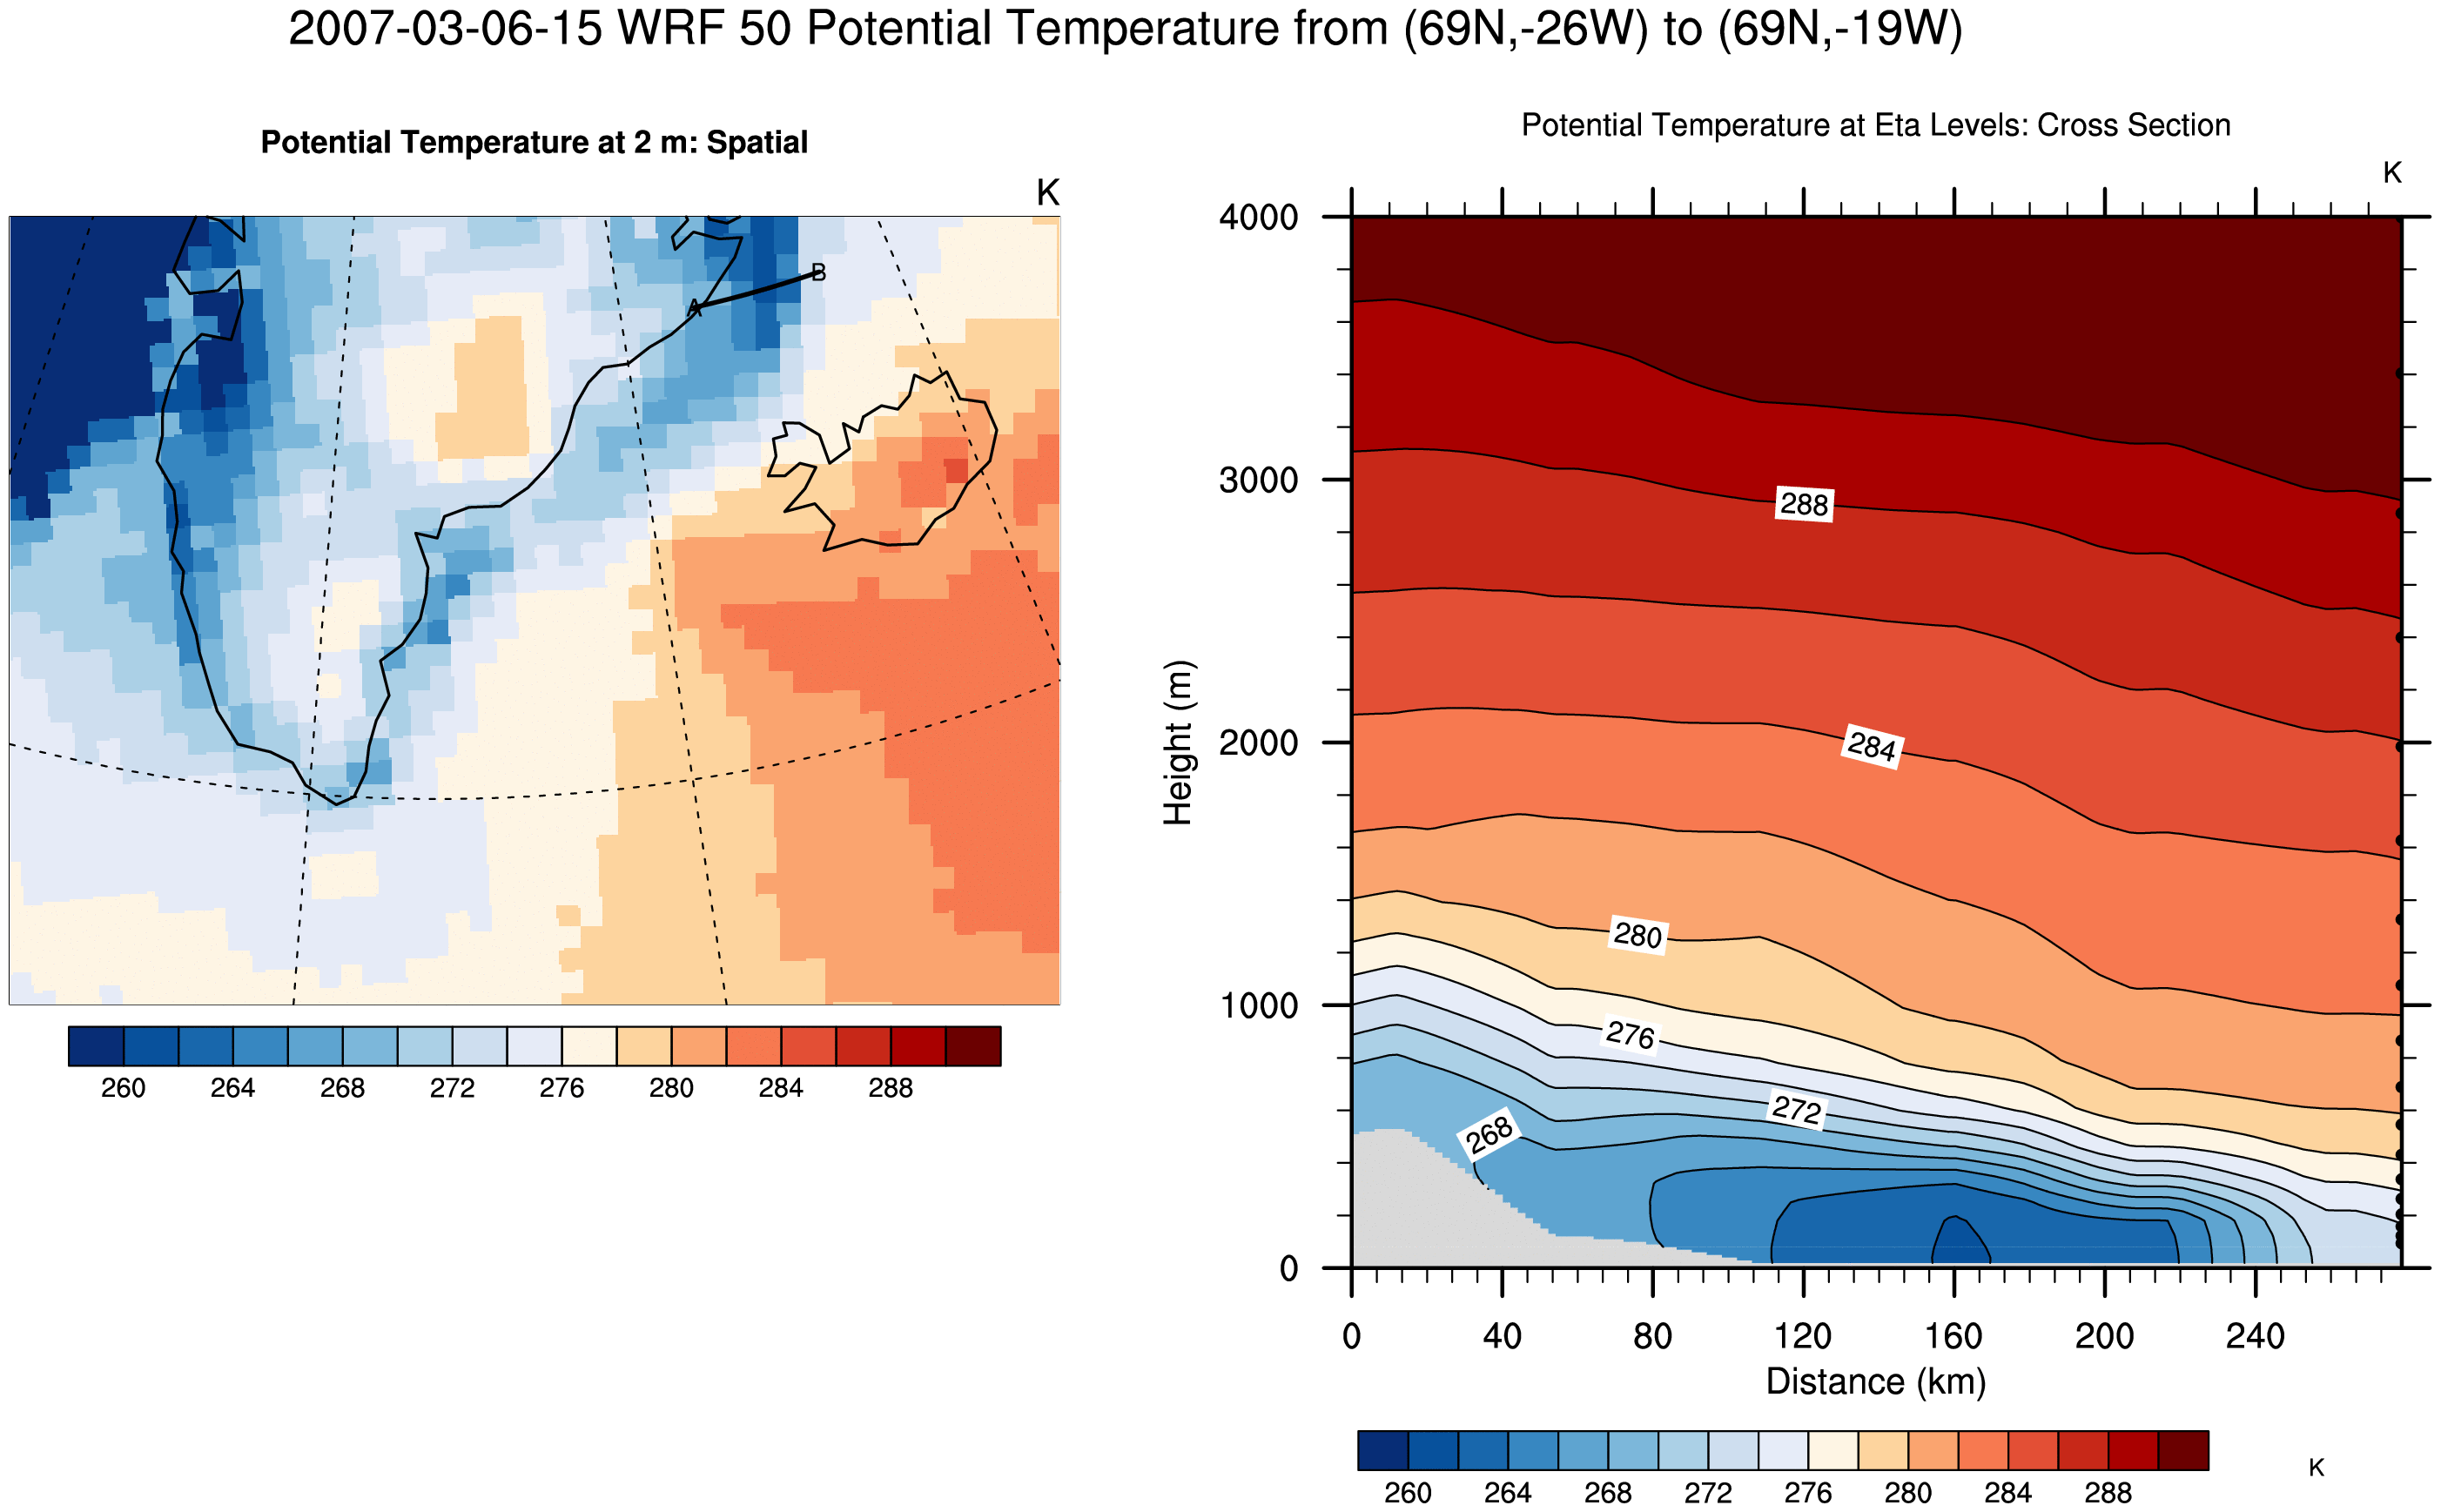 2007-03-06-15 WRF 50 Potential Temperature from (69N,-26W) to (69N,-19W)
Potential Temperature at 2 m: Spatial
K
A
B
260 264 268 272 276 280 284 288
Potential Temperature at Eta Levels: Cross Section
K
4000
3000
2000
1000
0
Height (m)
288
284
280
276
272
268
0 40 80 120 160 200 240
Distance (km)
260 264 268 272 276 280 284 288
K